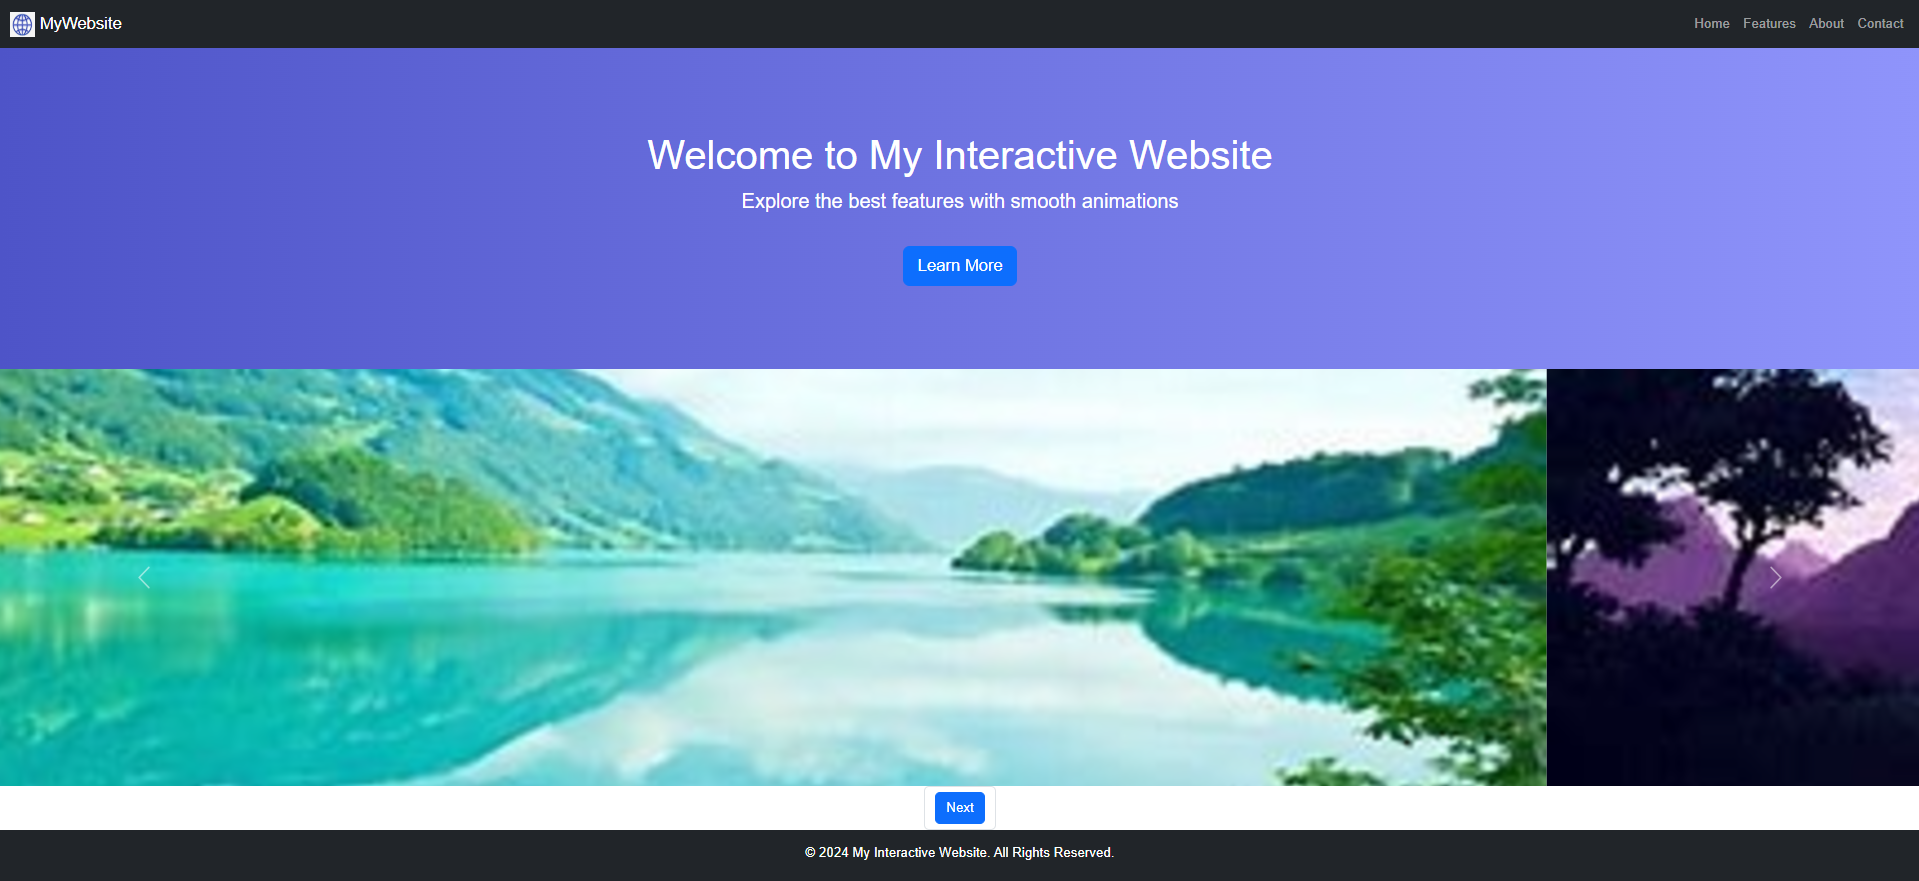 MyWebsite
Home Features About Contact
Welcome to My Interactive Website
Explore the best features with smooth animations
Learn More
Next
© 2024 My Interactive Website. All Rights Reserved.